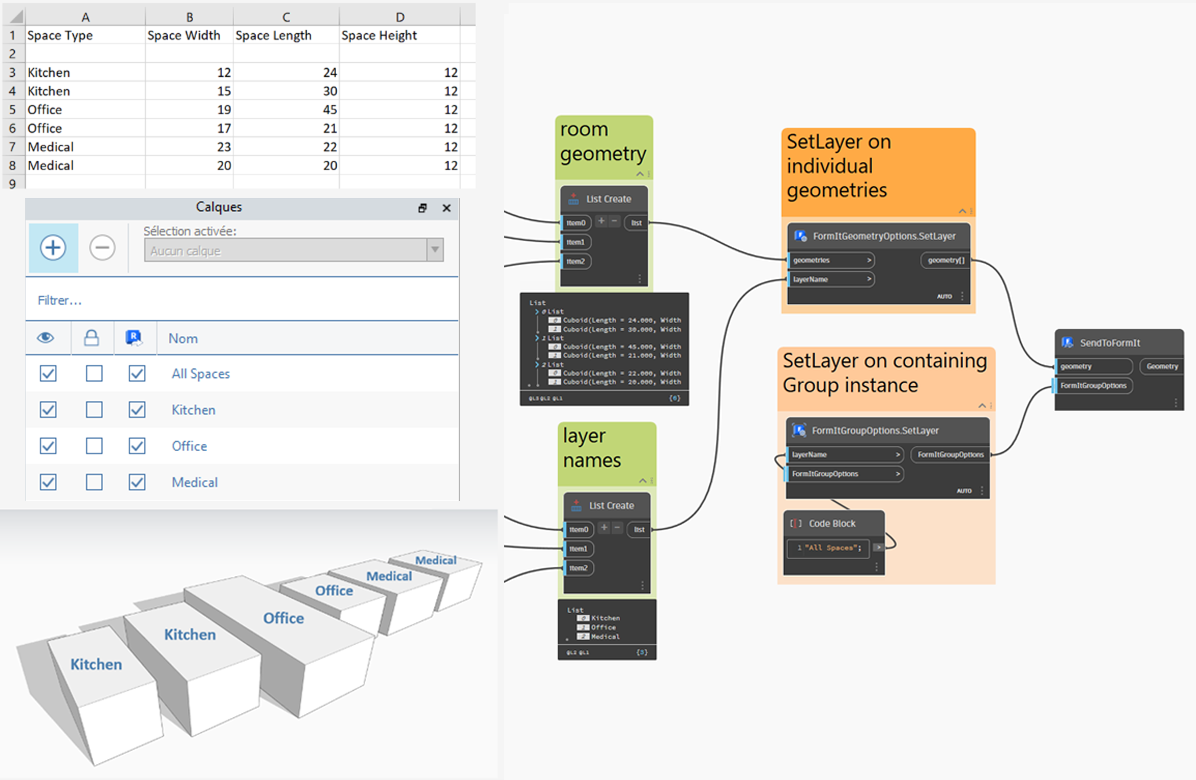 A B C D
1 Space Type Space Width Space Length Space Height
2
3 Kitchen 12 24 12
4 Kitchen 15 30 12
5 Office 19 45 12
6 Office 17 21 12
7 Medical 23 22 12
8 Medical 20 20 12
9
Calques
Sélection activée:
Aucun calque
Filtrer...
Nom
All Spaces
Kitchen
Office
Medical
Kitchen
Kitchen
Office
Office
Medical
Medical
room
geometry
List Create
item0 + - list
item1
item2
List
0 List
0 Cuboid(Length = 24.000, Width
1 Cuboid(Length = 30.000, Width
1 List
0 Cuboid(Length = 45.000, Width
1 Cuboid(Length = 21.000, Width
2 List
0 Cuboid(Length = 22.000, Width
1 Cuboid(Length = 20.000, Width
@L3 @L2 @L1 {6}
layer
names
List Create
item0 + - list
item1
item2
List
0 Kitchen
1 Office
2 Medical
@L2 @L1 {3}
SetLayer on
individual
geometries
FormItGeometryOptions.SetLayer
geometries > geometry[]
layerName >
AUTO
SetLayer on containing
Group instance
FormItGroupOptions.SetLayer
layerName > FormItGroupOptions
FormItGroupOptions >
AUTO
Code Block
1 "All Spaces"; >
SendToFormIt
geometry Geometry
FormItGroupOptions